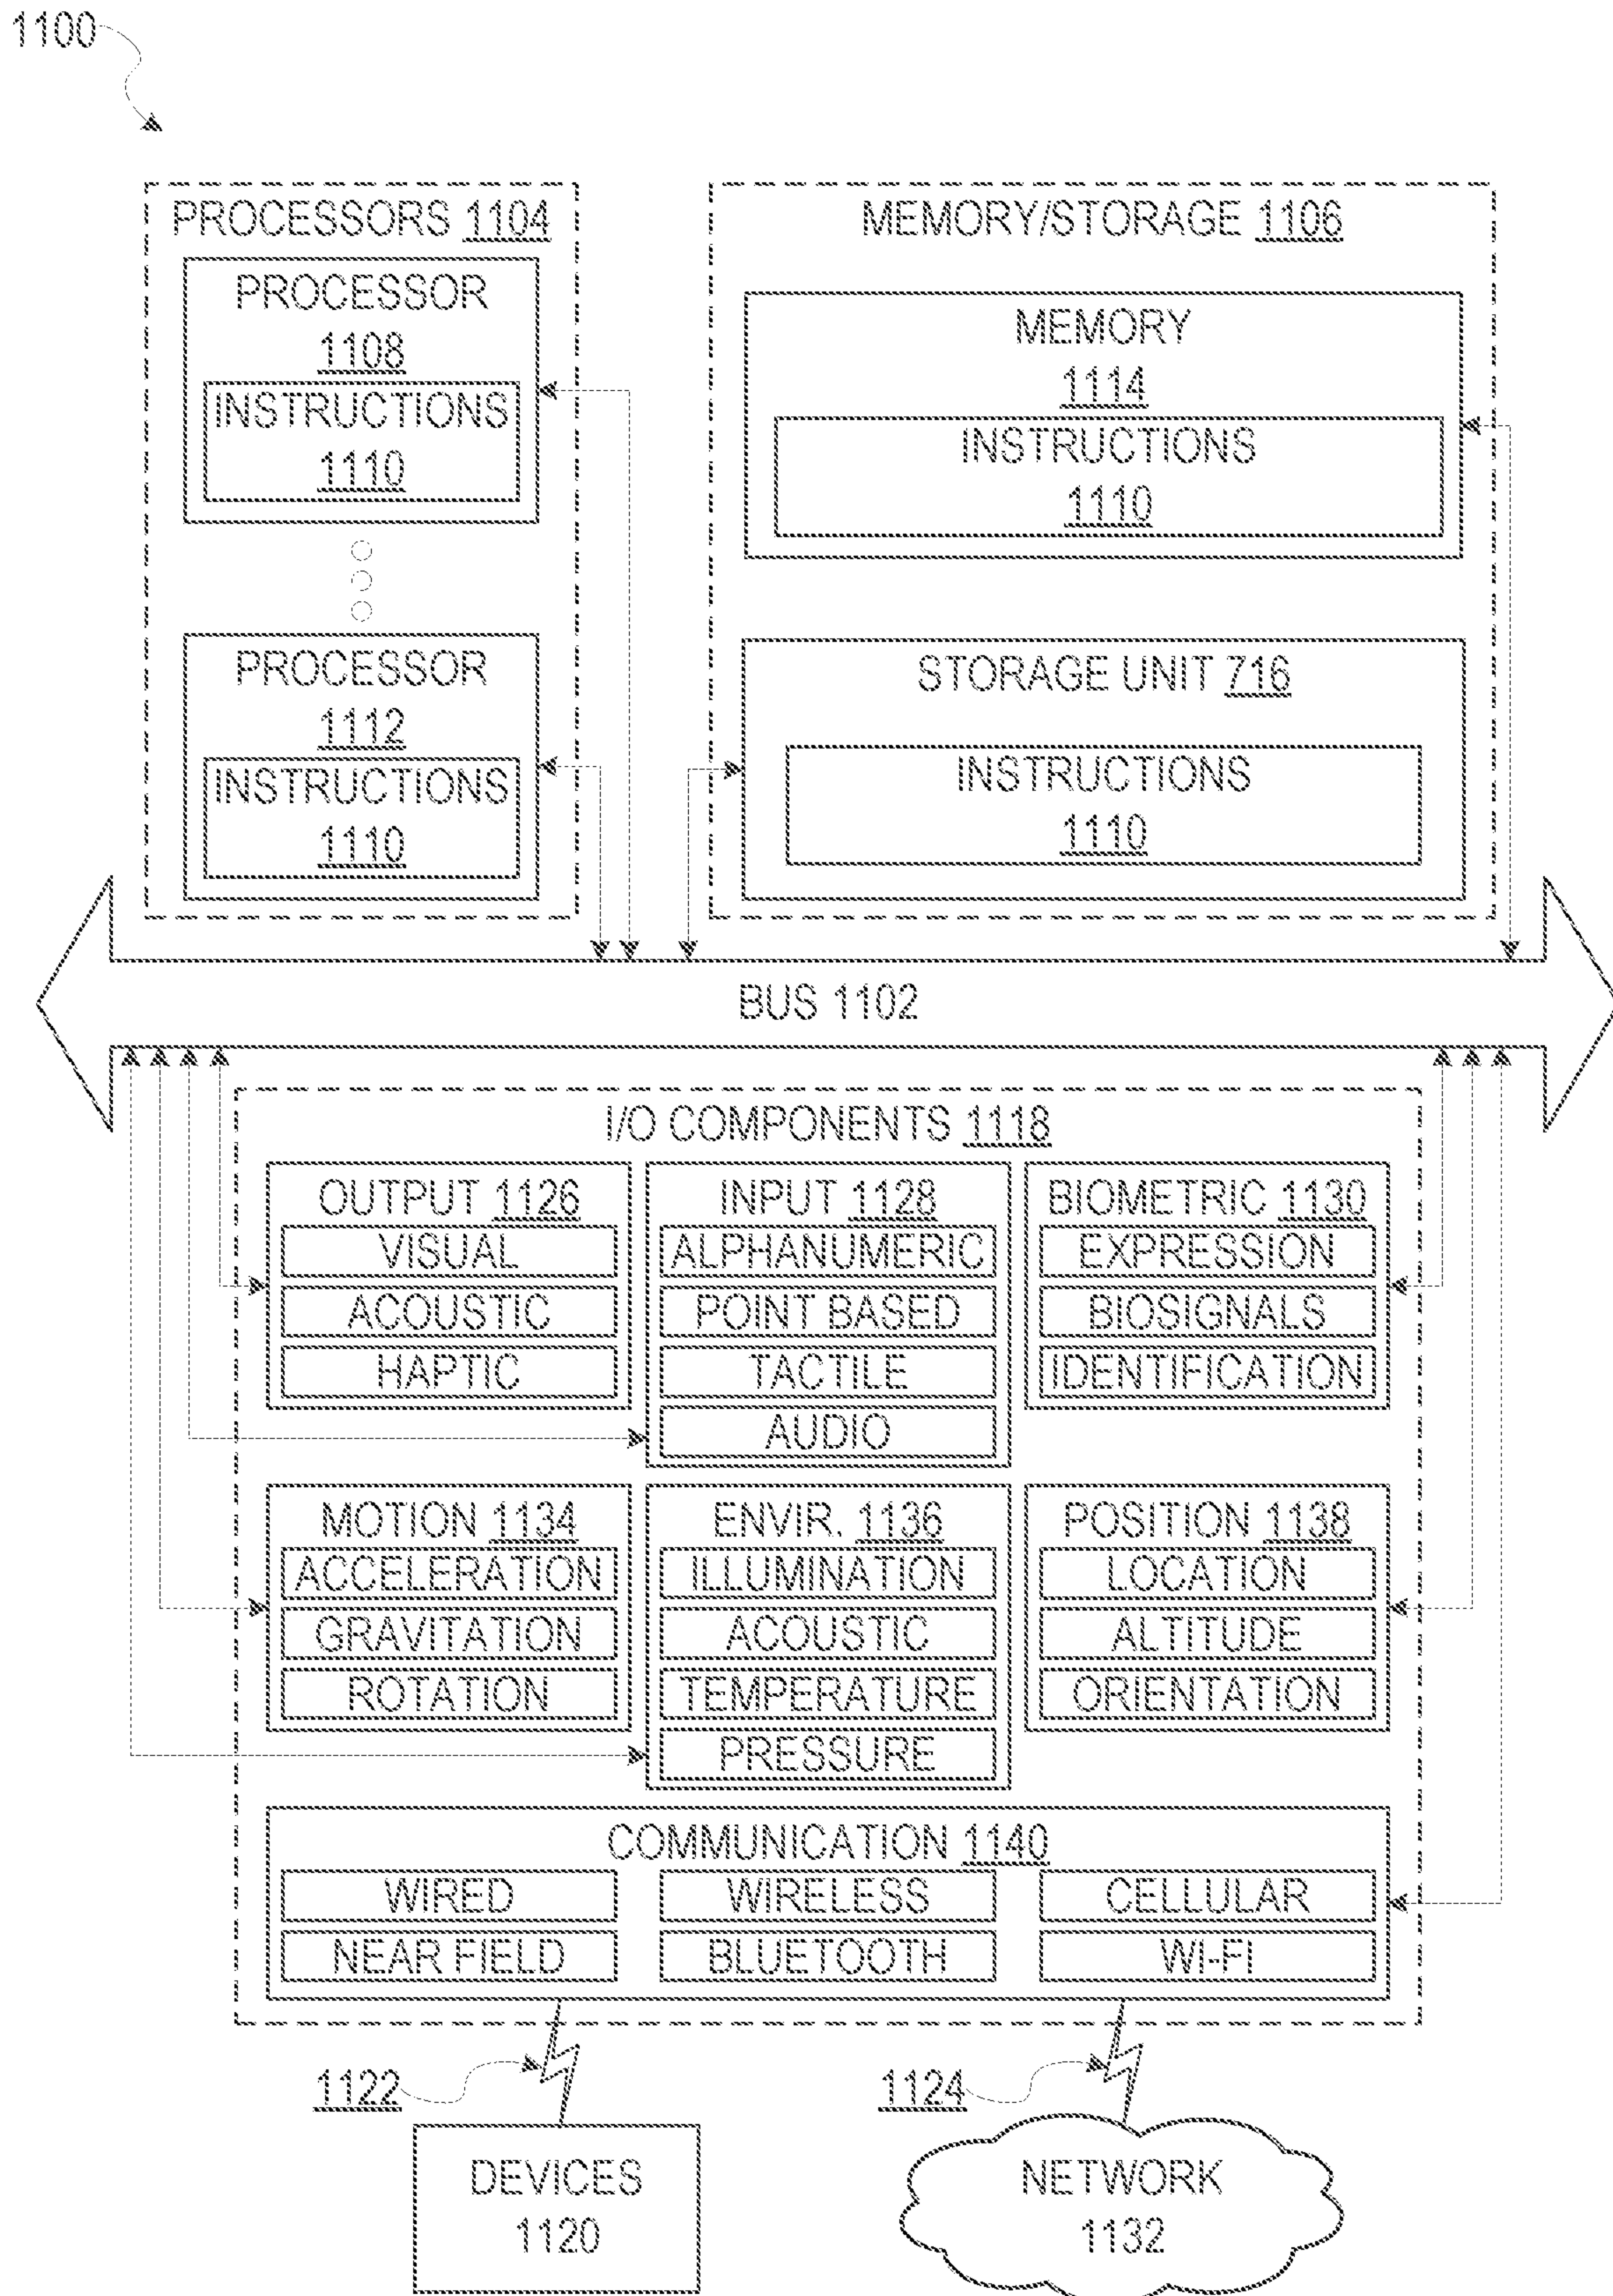 1100
PROCESSORS 1104
PROCESSOR
1108
INSTRUCTIONS
1110
PROCESSOR
1112
INSTRUCTIONS
1110
MEMORY/STORAGE 1106
MEMORY
1114
INSTRUCTIONS
1110
STORAGE UNIT 716
INSTRUCTIONS
1110
BUS 1102
I/O COMPONENTS 1118
OUTPUT 1126
VISUAL
ACOUSTIC
HAPTIC
INPUT 1128
ALPHANUMERIC
POINT BASED
TACTILE
AUDIO
BIOMETRIC 1130
EXPRESSION
BIOSIGNALS
IDENTIFICATION
MOTION 1134
ACCELERATION
GRAVITATION
ROTATION
ENVIR. 1136
ILLUMINATION
ACOUSTIC
TEMPERATURE
PRESSURE
POSITION 1138
LOCATION
ALTITUDE
ORIENTATION
COMMUNICATION 1140
WIRED
WIRELESS
CELLULAR
NEAR FIELD
BLUETOOTH
WI-FI
1122
1124
DEVICES
1120
NETWORK
1132